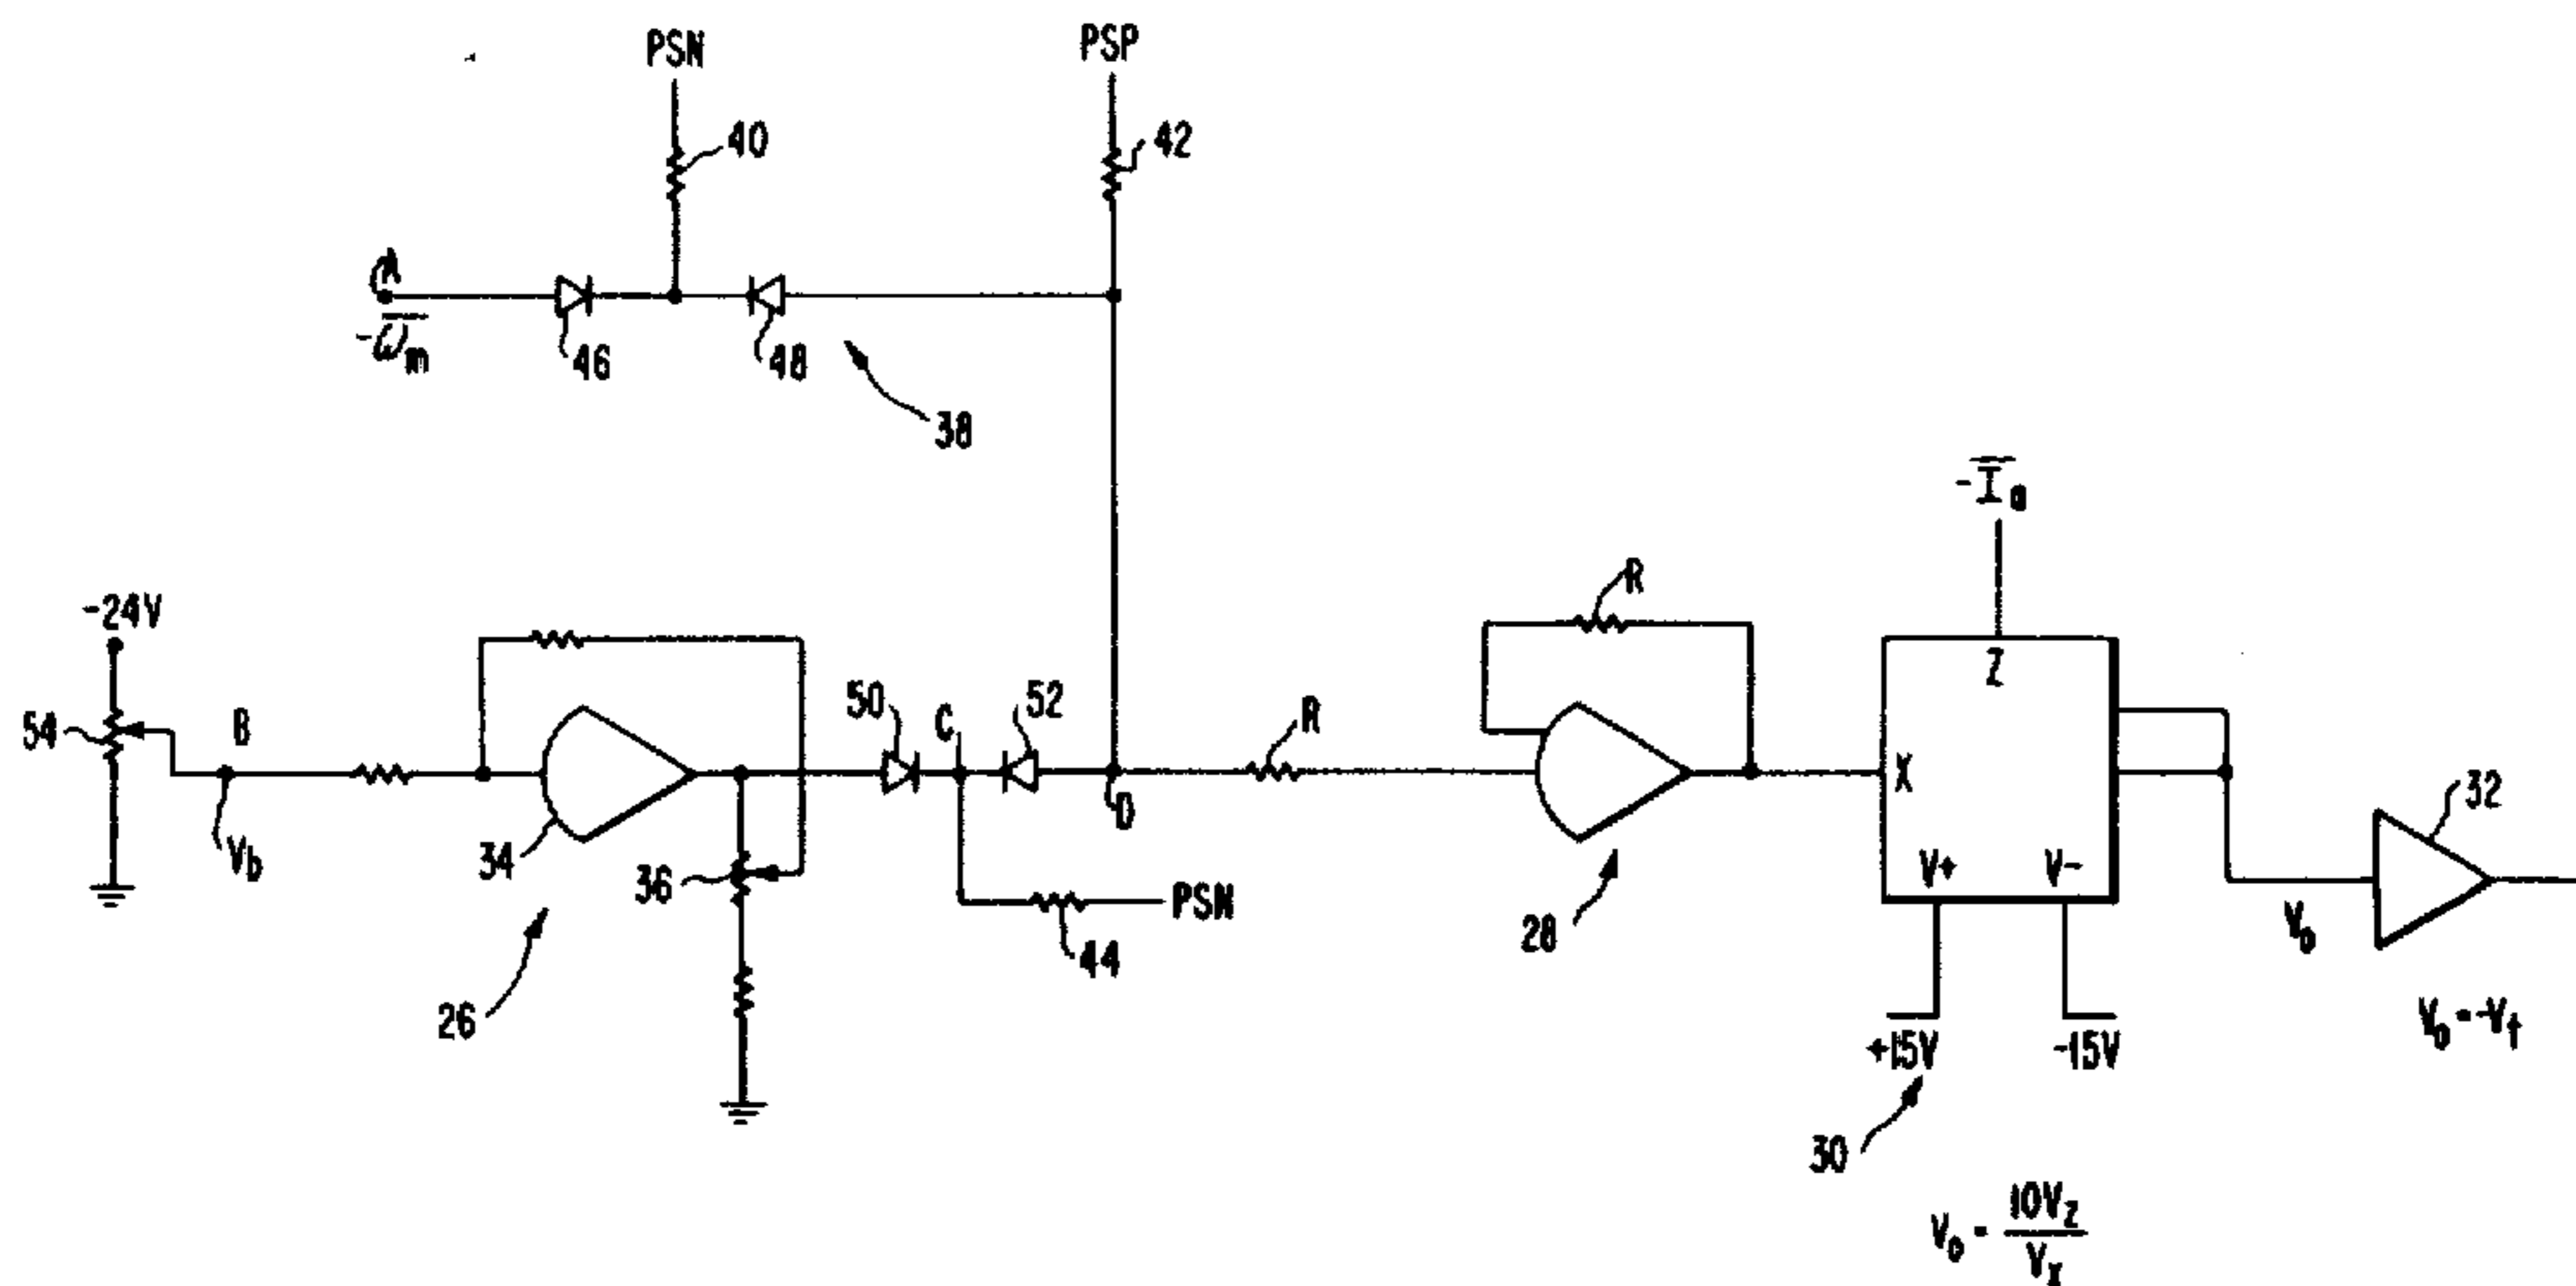 PSN
PSP
40
42
A
-ω̅m
46
48
38
-I̅a
-24V
R
54
B
50
C
52
R
Z
X
32
34
Vb
36
D
V+
V-
PSN
44
28
Vo
26
+15V
-15V
Vo = -Vt
30
Vo = 10VZ / VX